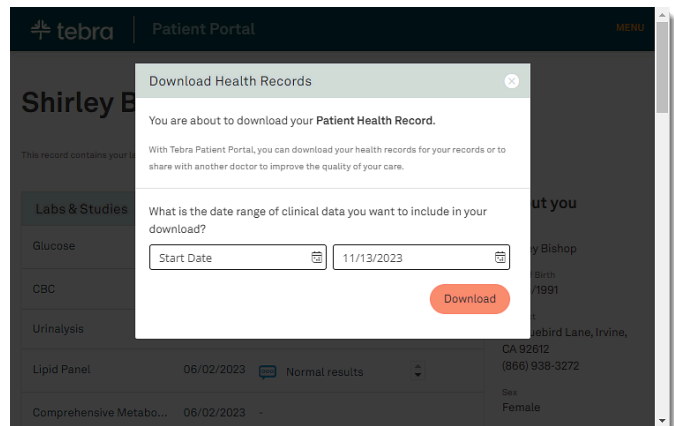 tebra
Patient Portal
MENU
Download Health Records
Shirley B
You are about to download your Patient Health Record.
This record contains your la
With Tebra Patient Portal, you can download your health records for your records or to
share with another doctor to improve the quality of your care.
Labs & Studies
ut you
What is the date range of clinical data you want to include in your
download?
Glucose
y Bishop
Start Date
11/13/2023
Birth
/1991
CBC
Download
Urinalysis
uebird Lane, Irvine,
CA 92612
(866) 938-3272
Lipid Panel 06/02/2023 Normal results
Sex
Female
Comprehensive Metabo... 06/02/2023 -